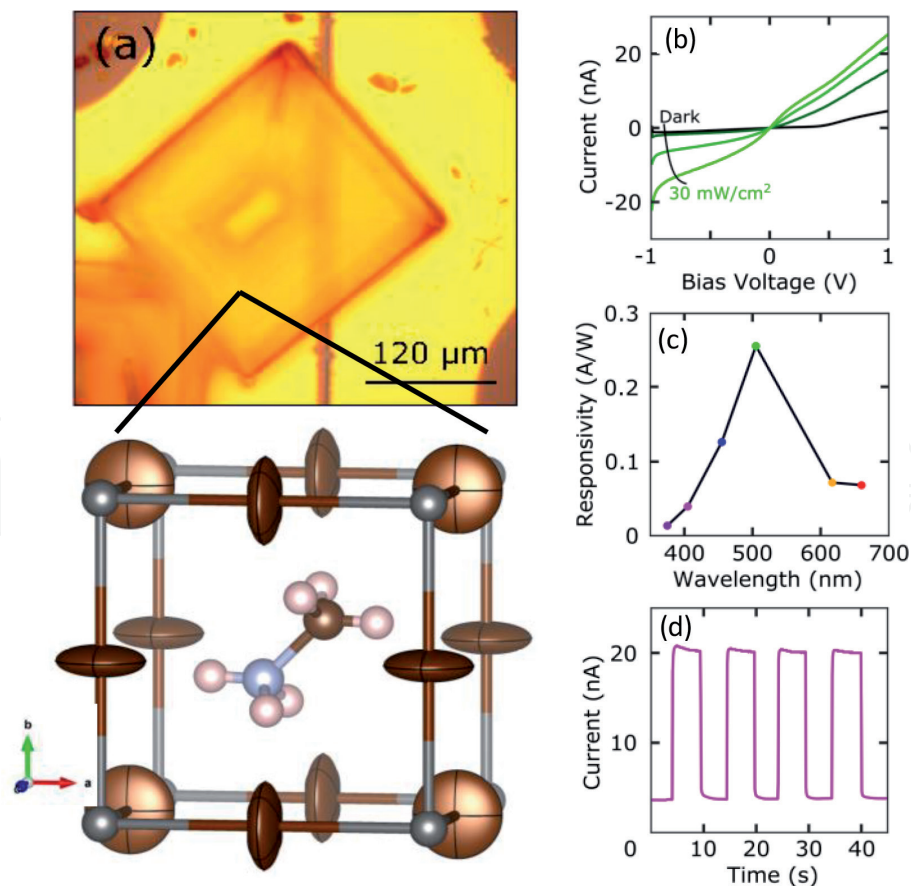 (a)
120 μm
b
a
(b)
Current (nA)
20
0
-20
Dark
30 mW/cm²
-1
0
1
Bias Voltage (V)
(c)
Responsivity (A/W)
0.3
0.2
0.1
0
400
500
600
700
Wavelength (nm)
(d)
Current (nA)
20
10
0
10
20
30
40
Time (s)